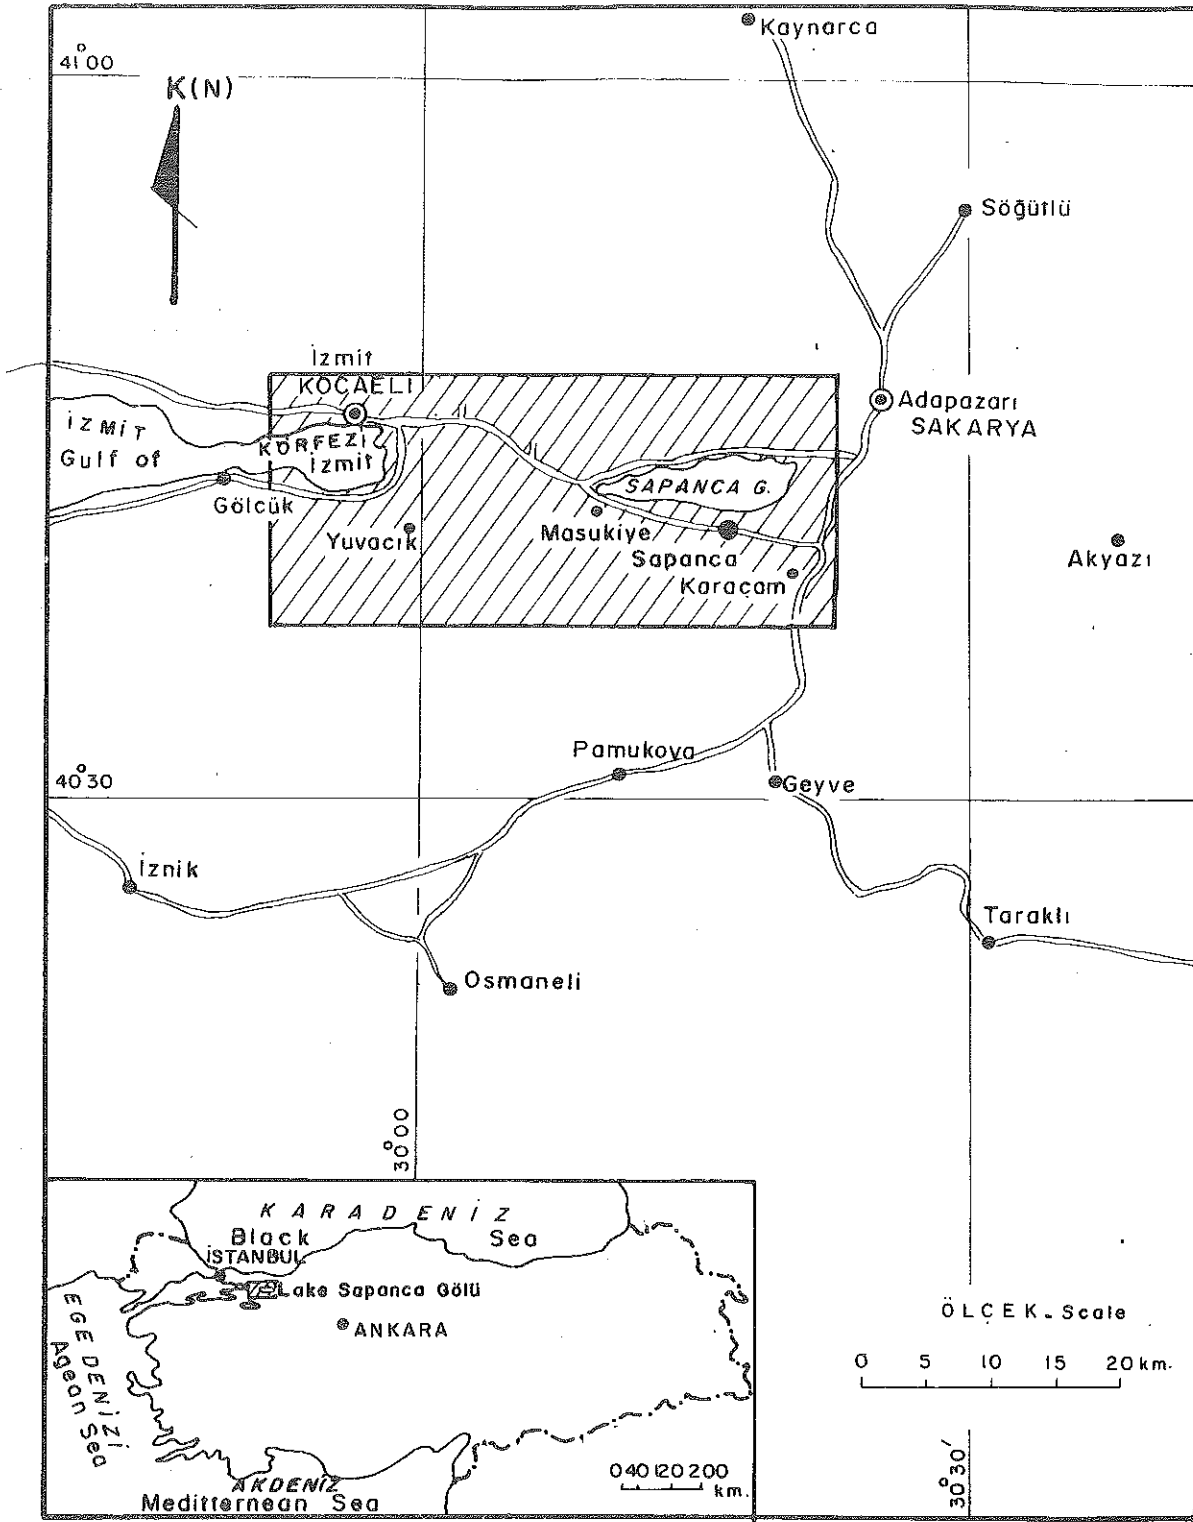 Kaynarca
41°00
K(N)
Söğütlü
İzmit
KOCAELİ
Adapazarı
SAKARYA
İZMİT
Gulf of
KÖRFEZİ
İzmit
SAPANCA G.
Gölcük
Yuvacık
Masukiye
Sapanca
Karaçam
Akyazı
Pamukova
40°30
Geyve
İznik
Taraklı
Osmaneli
30°00
KARADENİZ
Black Sea
İSTANBUL
Lake Sapanca Gölü
ANKARA
EGE DENİZİ
Agean Sea
AKDENİZ
Mediterrnean Sea
0 40 120 200
km.
ÖLÇEK - Scale
0 5 10 15 20 km.
30°30'